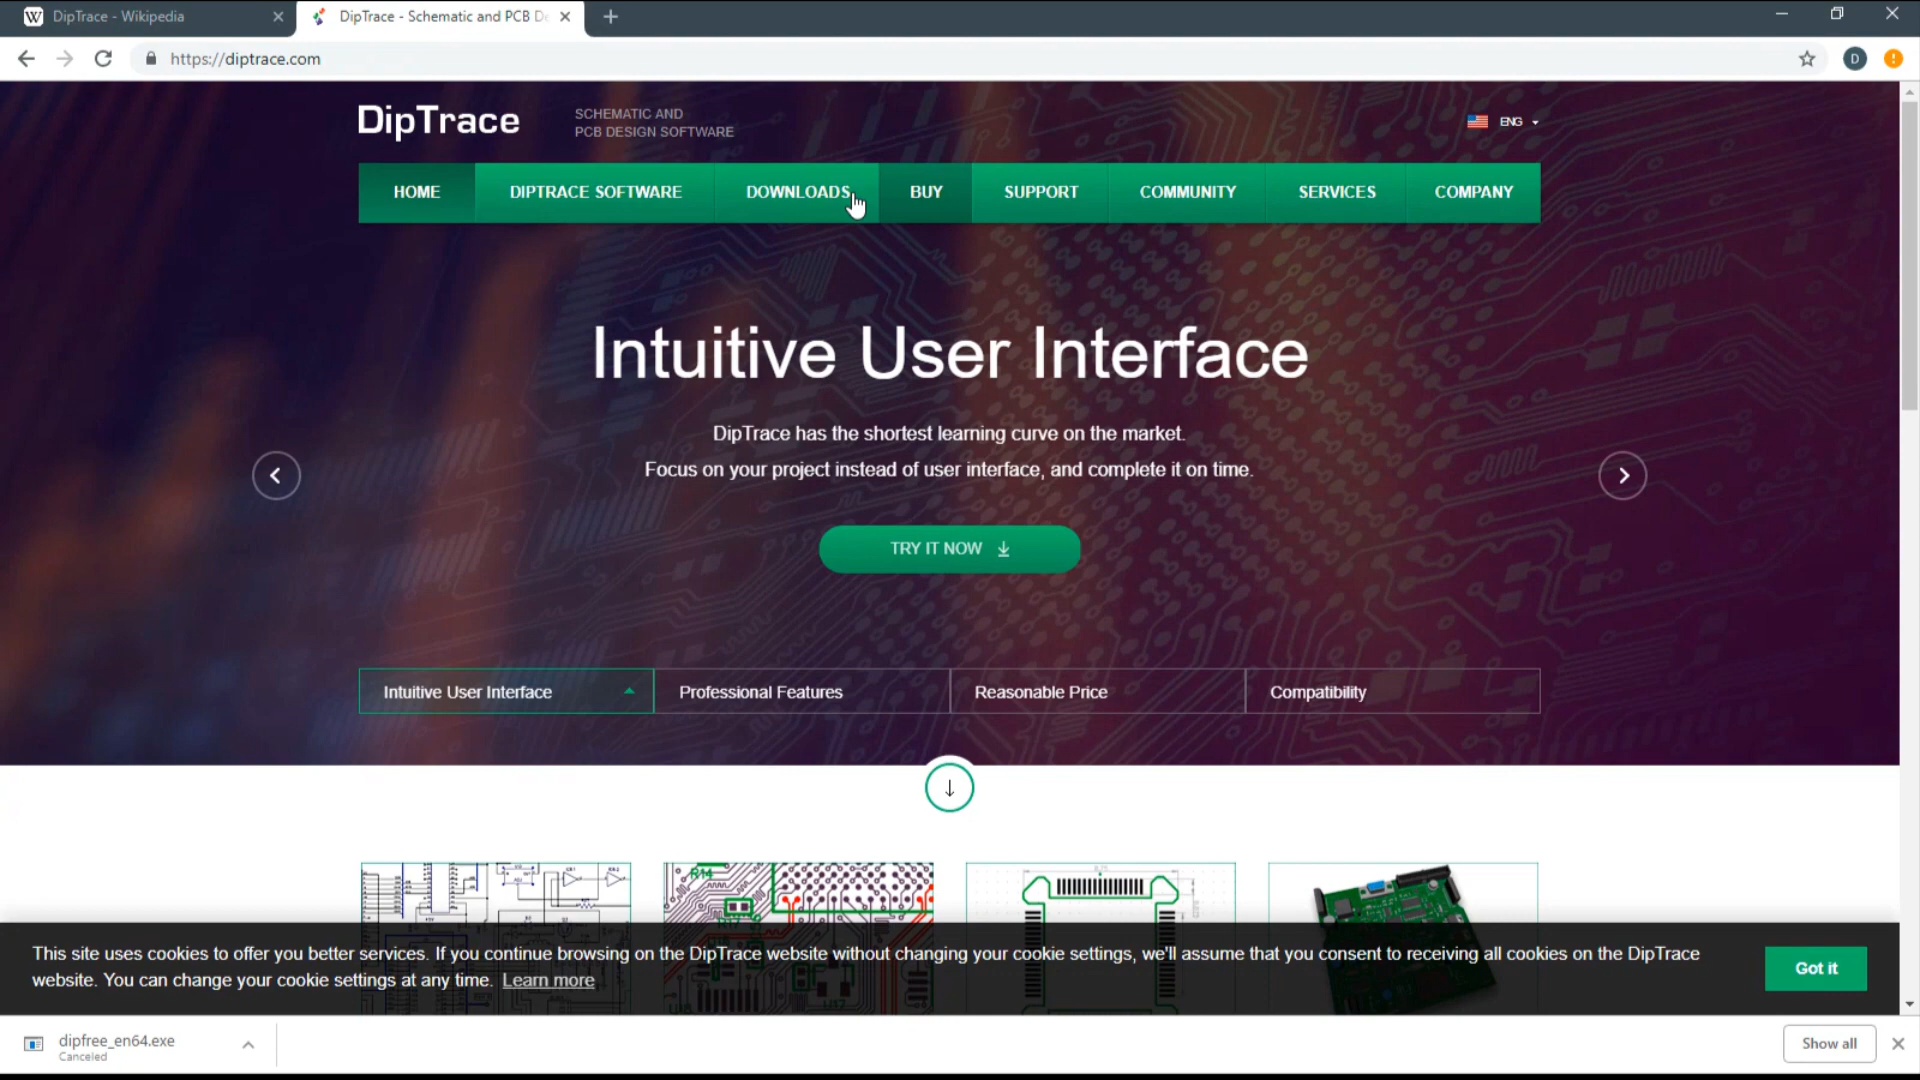 DipTrace - Wikipedia
DipTrace - Schematic and PCB De
https://diptrace.com
D
DipTrace
SCHEMATIC AND
PCB DESIGN SOFTWARE
ENG
HOME
DIPTRACE SOFTWARE
DOWNLOADS
BUY
SUPPORT
COMMUNITY
SERVICES
COMPANY
Intuitive User Interface
DipTrace has the shortest learning curve on the market.
Focus on your project instead of user interface, and complete it on time.
TRY IT NOW
Intuitive User Interface
Professional Features
Reasonable Price
Compatibility
R14
This site uses cookies to offer you better services. If you continue browsing on the DipTrace website without changing your cookie settings, we'll assume that you consent to receiving all cookies on the DipTrace
website. You can change your cookie settings at any time. Learn more
Got it
dipfree_en64.exe
Canceled
Show all